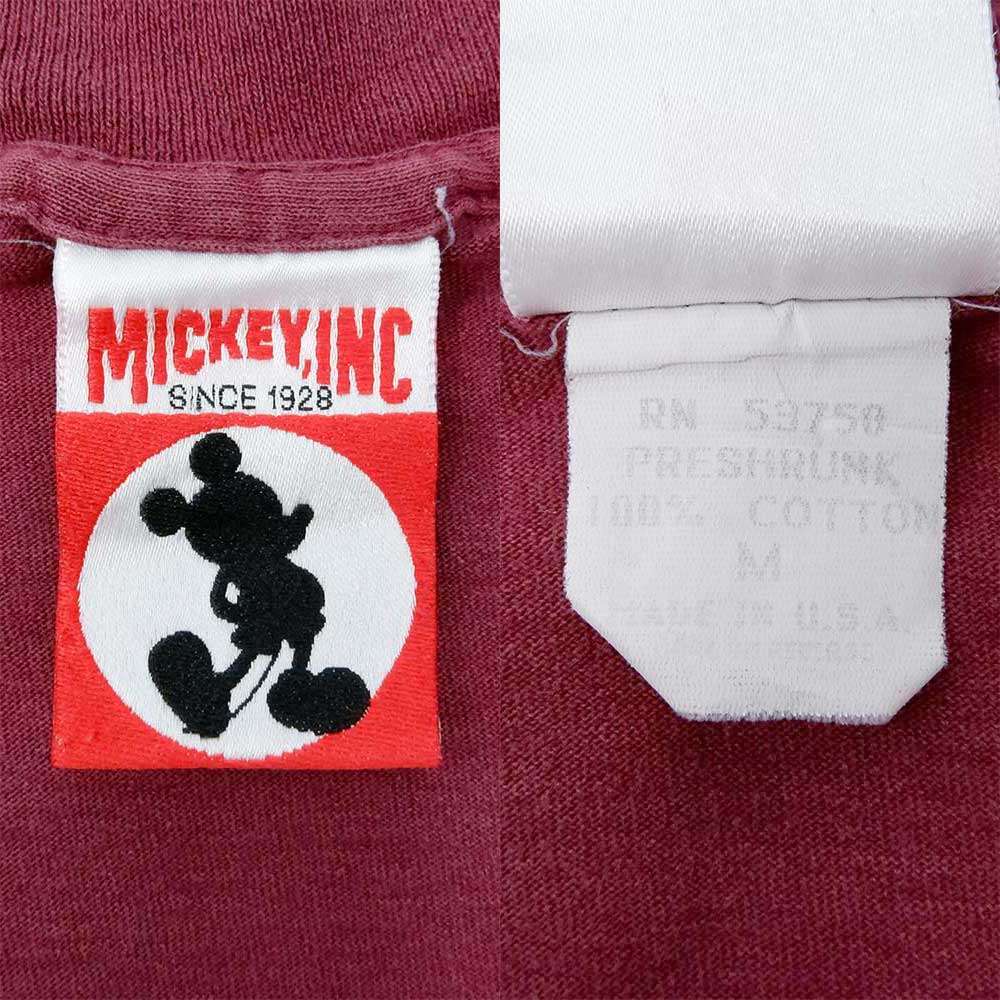 MICKEY, INC
SINCE 1928
RN 53750
PRESHRUNK
100% COTTON
M
MADE IN U.S.A